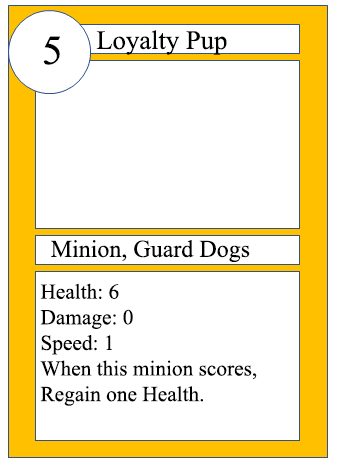 5
Loyalty Pup
Minion, Guard Dogs
Health: 6
Damage: 0
Speed: 1
When this minion scores,
Regain one Health.